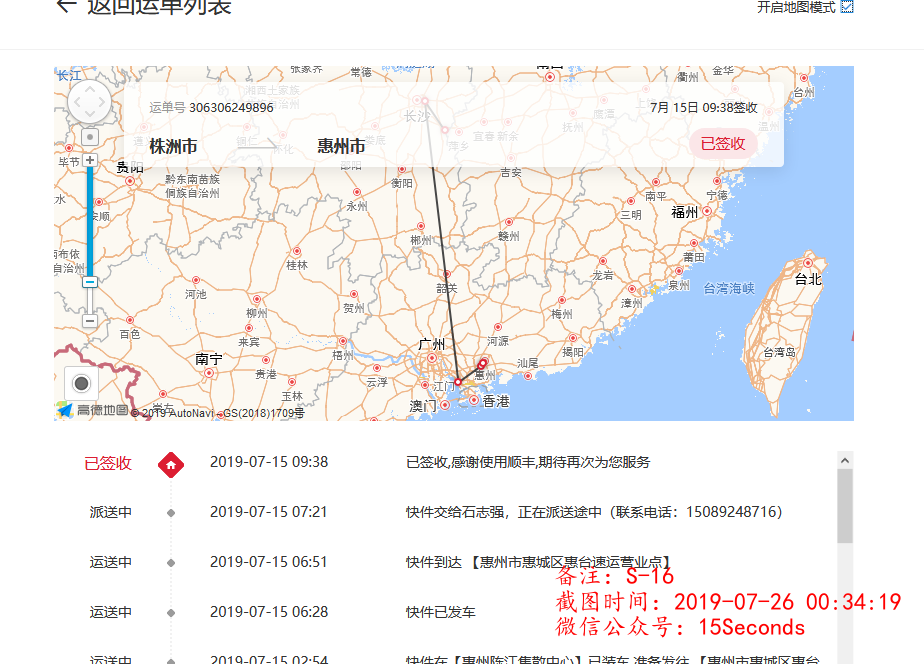 返回运单列表
开启地图模式
长江
张家界
常德
衢州
金华
台州
运单号 306306249896
7月 15日 09:38签收
长沙
株洲市
惠州市
已签收
毕节
贵阳
黔东南苗族
侗族自治州
衡阳
永州
吉安
南平
宁德
三明
福州
郴州
赣州
莆田
桂林
龙岩
泉州
台湾海峡
台北
河池
韶关
柳州
贺州
梅州
漳州
百色
来宾
河源
广州
梧州
揭阳
台湾岛
南宁
贵港
云浮
惠州
汕尾
玉林
江门
澳门
香港
高德地图 © 2019 AutoNavi - GS(2018)1709号
已签收 2019-07-15 09:38 已签收,感谢使用顺丰,期待再次为您服务
派送中 2019-07-15 07:21 快件交给石志强，正在派送途中（联系电话：15089248716）
运送中 2019-07-15 06:51 快件到达 【惠州市惠城区惠台速运营业点】
备注: S-16
截图时间: 2019-07-26 00:34:19
运送中 2019-07-15 06:28 快件已发车
微信公众号: 15Seconds
运送中 2019-07-15 02:54 快件在【惠州陈江集散中心】已装车,准备发往 【惠州市惠城区惠台